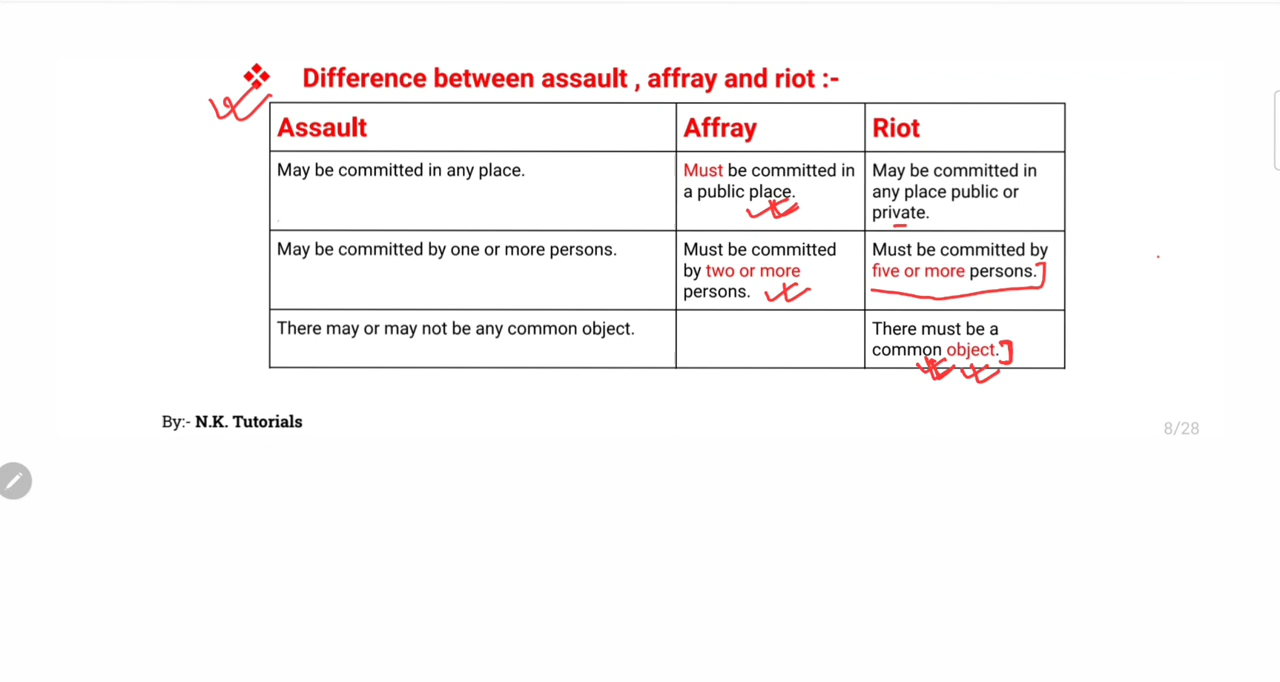 Difference between assault , affray and riot :-
Assault
Affray
Riot
May be committed in any place.
Must be committed in
a public place.
May be committed in
any place public or
private.
May be committed by one or more persons.
Must be committed
by two or more
persons.
Must be committed by
five or more persons.
There may or may not be any common object.
There must be a
common object.
By:- N.K. Tutorials
8/28